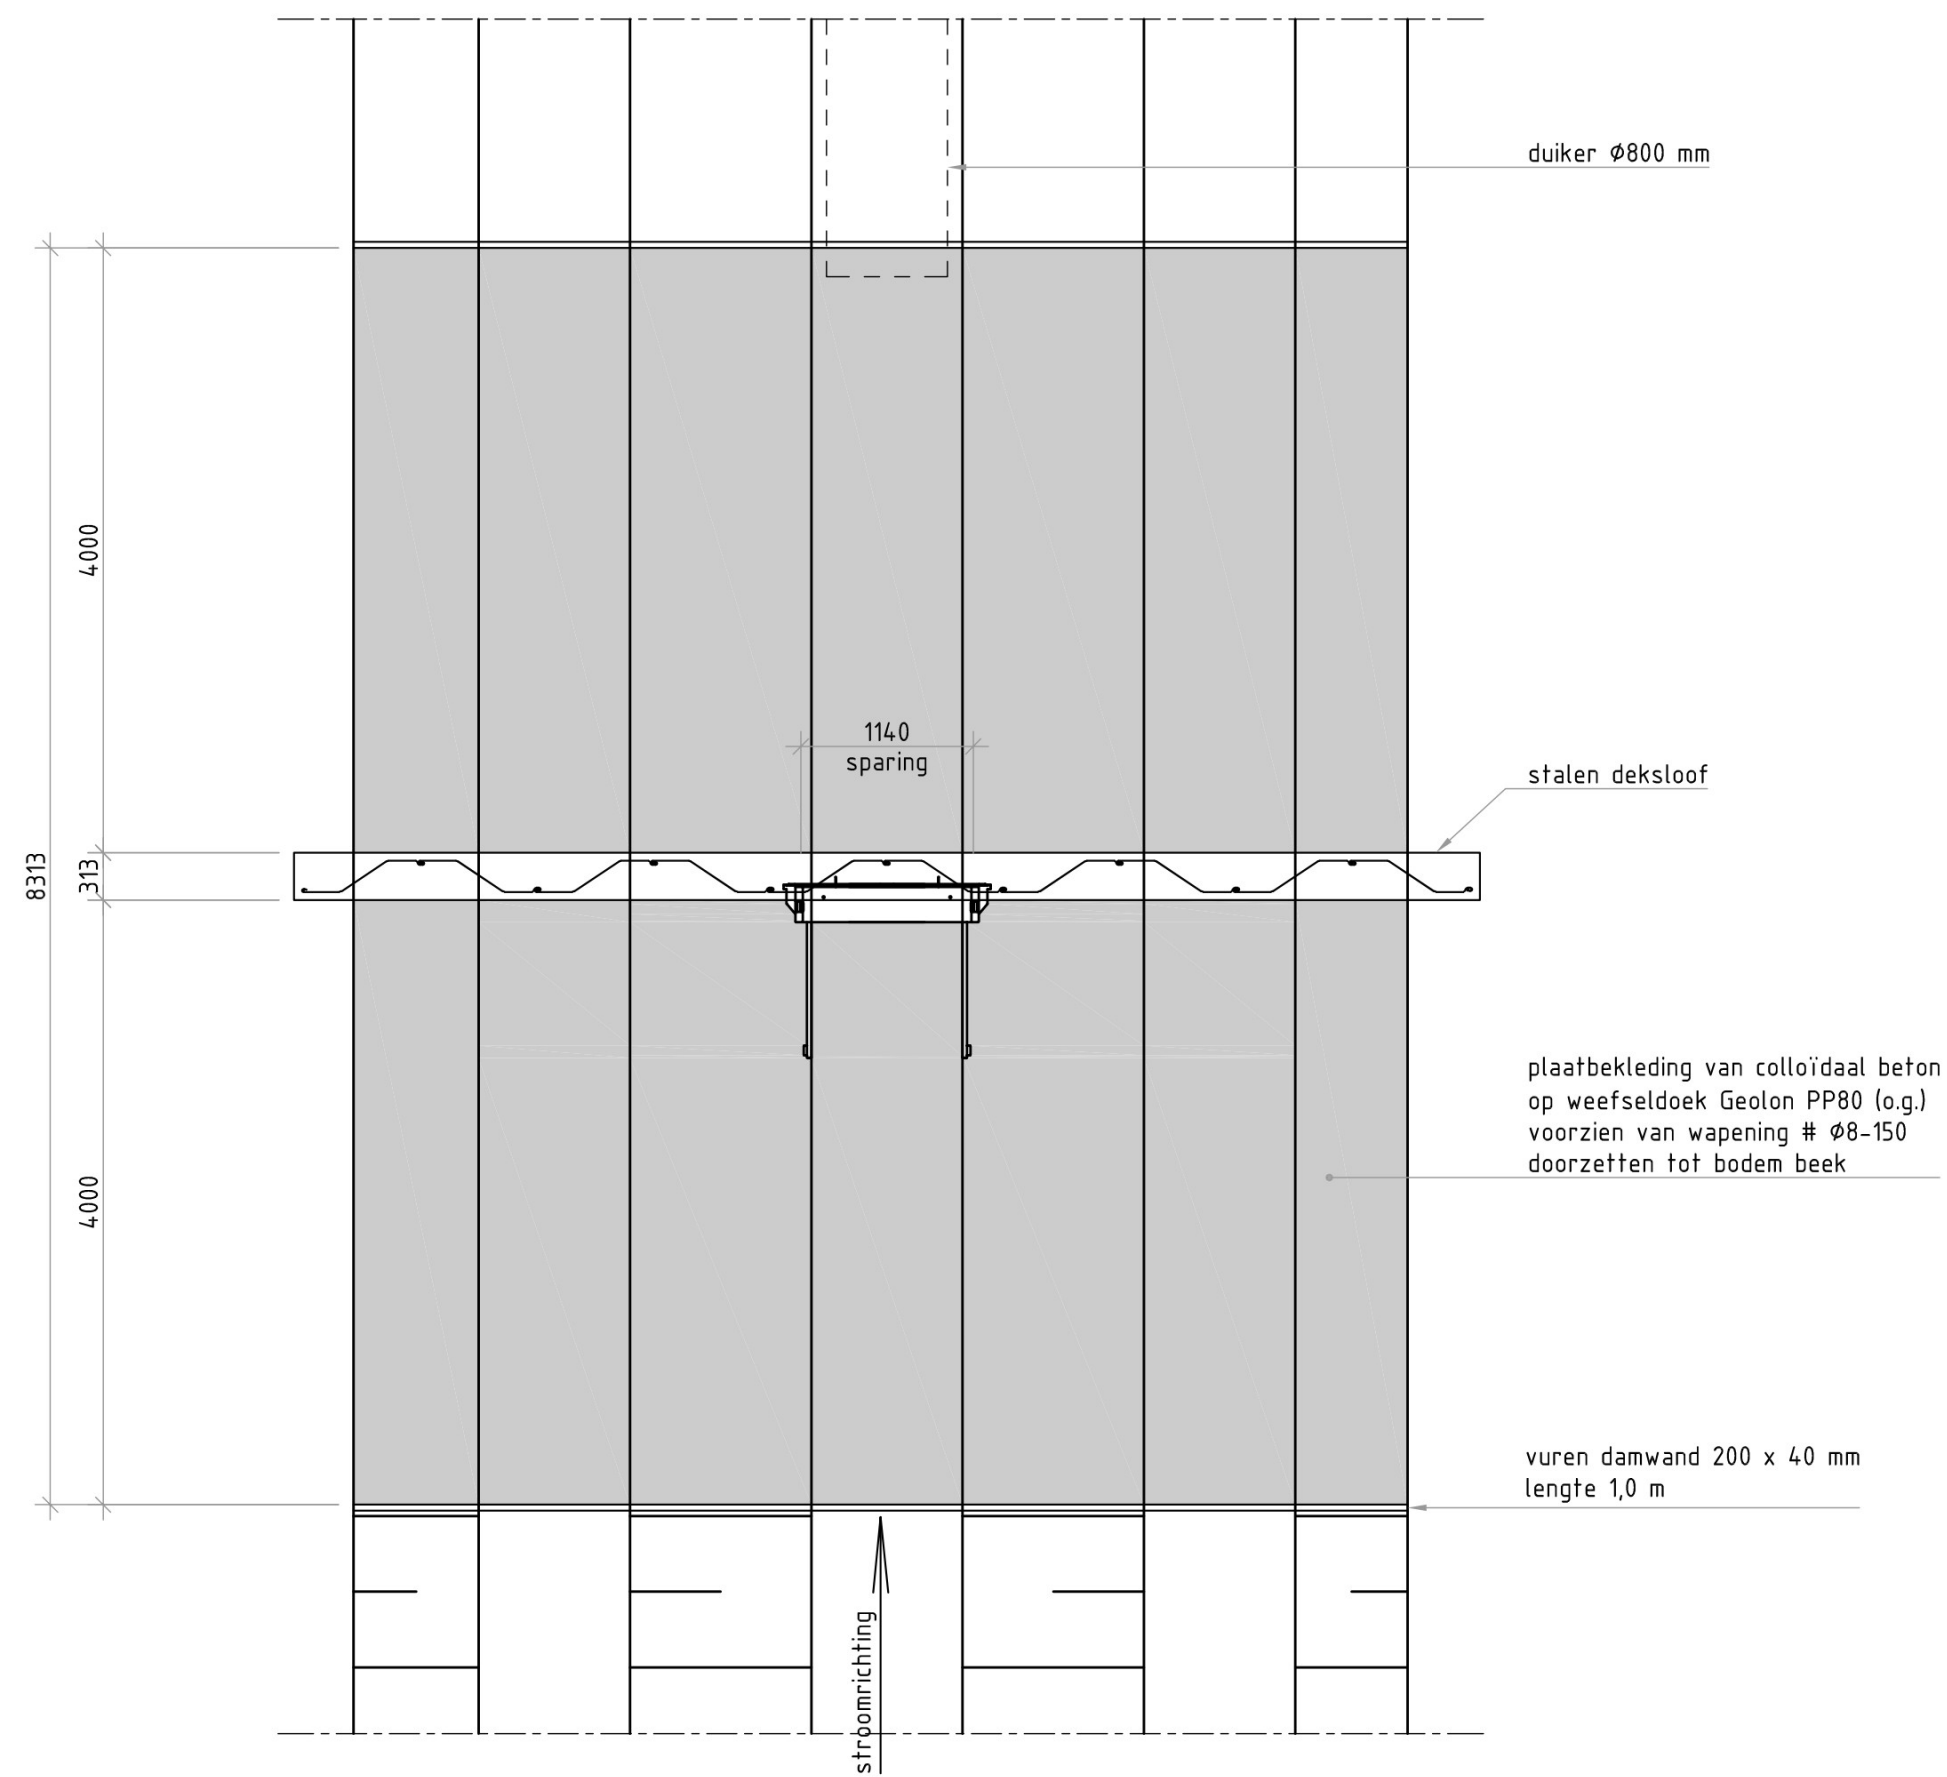 duiker Ø800 mm
4000
1140
sparing
stalen deksloof
8313
313
plaatbekleding van colloïdaal beton
op weefseldoek Geolon PP80 (o.g.)
voorzien van wapening # Ø8-150
doorzetten tot bodem beek
4000
vuren damwand 200 x 40 mm
lengte 1,0 m
stroomrichting